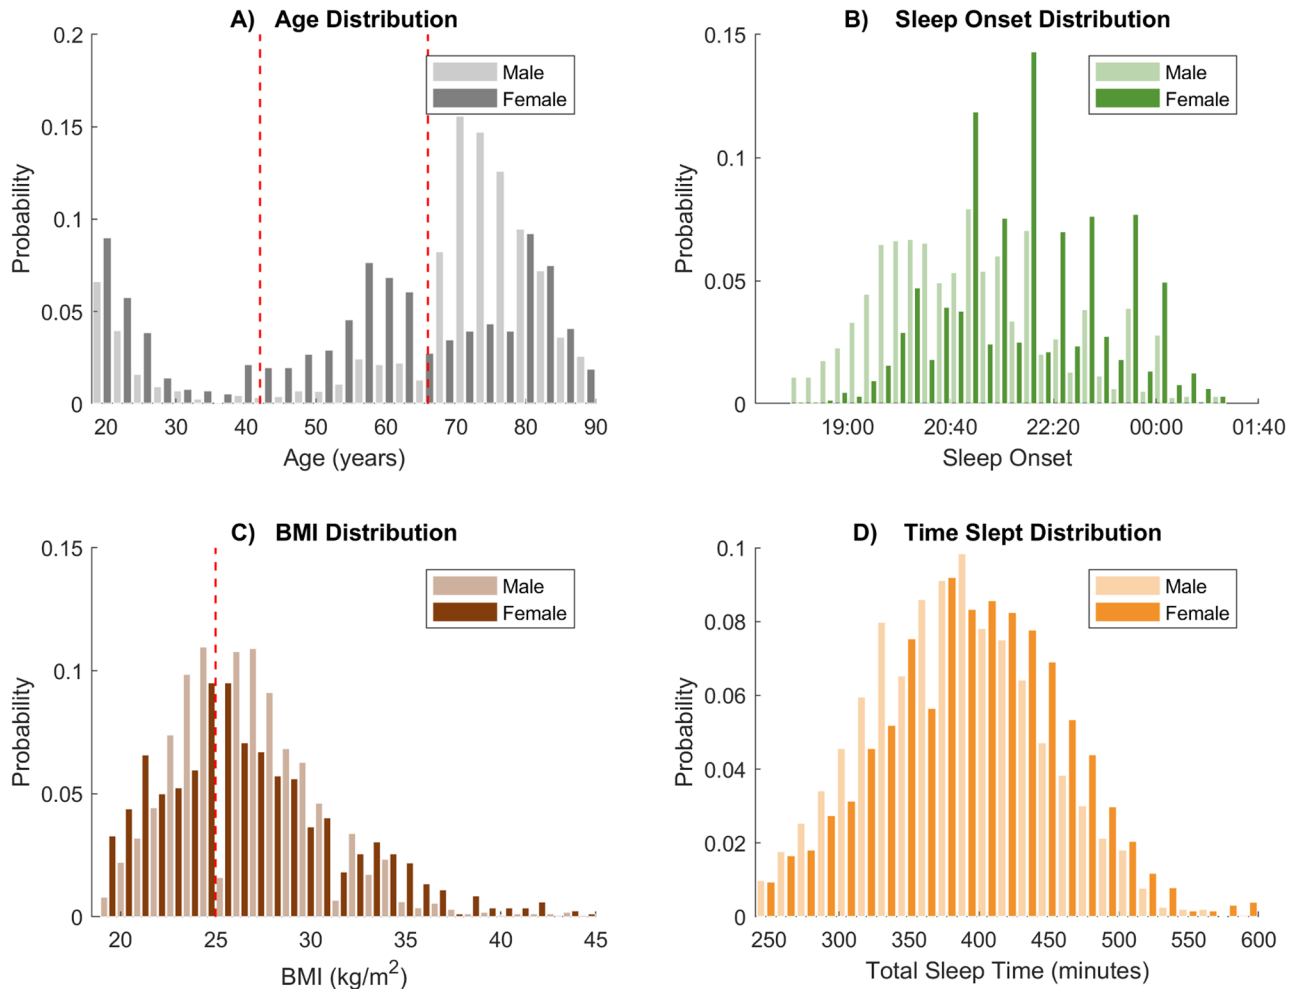 A) Age Distribution
0.2
0.15
0.1
0.05
0
Probability
Male
Female
20 30 40 50 60 70 80 90
Age (years)
B) Sleep Onset Distribution
0.15
0.1
0.05
0
Probability
Male
Female
19:00 20:40 22:20 00:00 01:40
Sleep Onset
C) BMI Distribution
0.15
0.1
0.05
0
Probability
Male
Female
20 25 30 35 40 45
BMI (kg/m²)
D) Time Slept Distribution
0.1
0.08
0.06
0.04
0.02
0
Probability
Male
Female
250 300 350 400 450 500 550 600
Total Sleep Time (minutes)